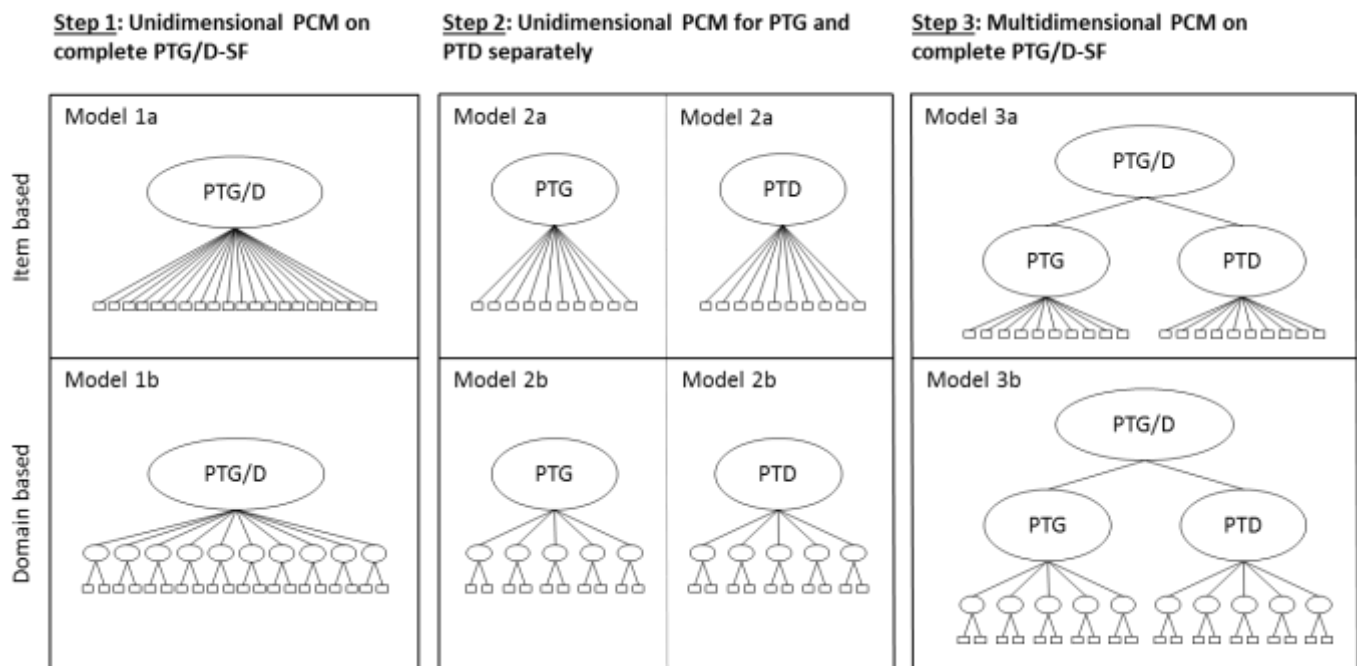 Step 1: Unidimensional PCM on
complete PTG/D-SF
Step 2: Unidimensional PCM for PTG and
PTD separately
Step 3: Multidimensional PCM on
complete PTG/D-SF
Item based
Model 1a
PTG/D
Model 2a
PTG
Model 2a
PTD
Model 3a
PTG/D
PTG
PTD
Domain based
Model 1b
PTG/D
Model 2b
PTG
Model 2b
PTD
Model 3b
PTG/D
PTG
PTD